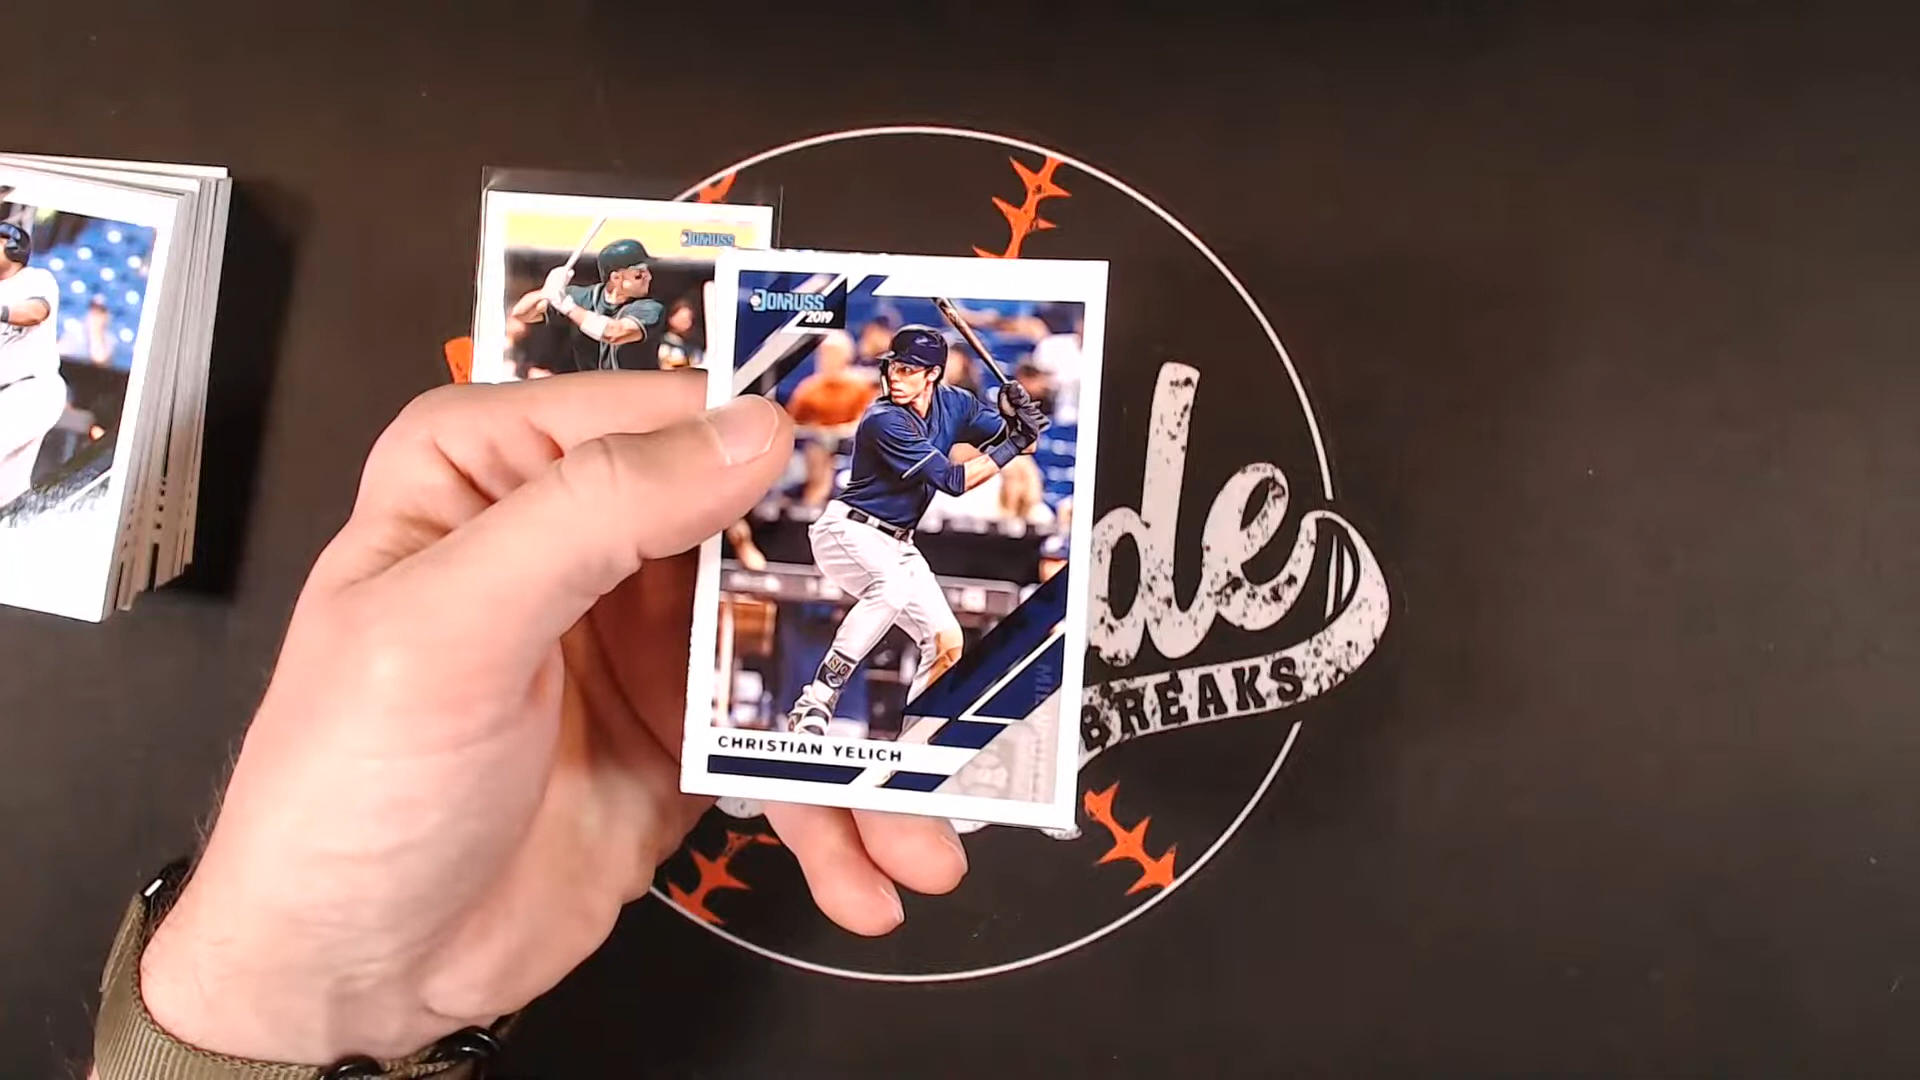 DONRUSS
DONRUSS
2019
CHRISTIAN YELICH
de
BREAKS